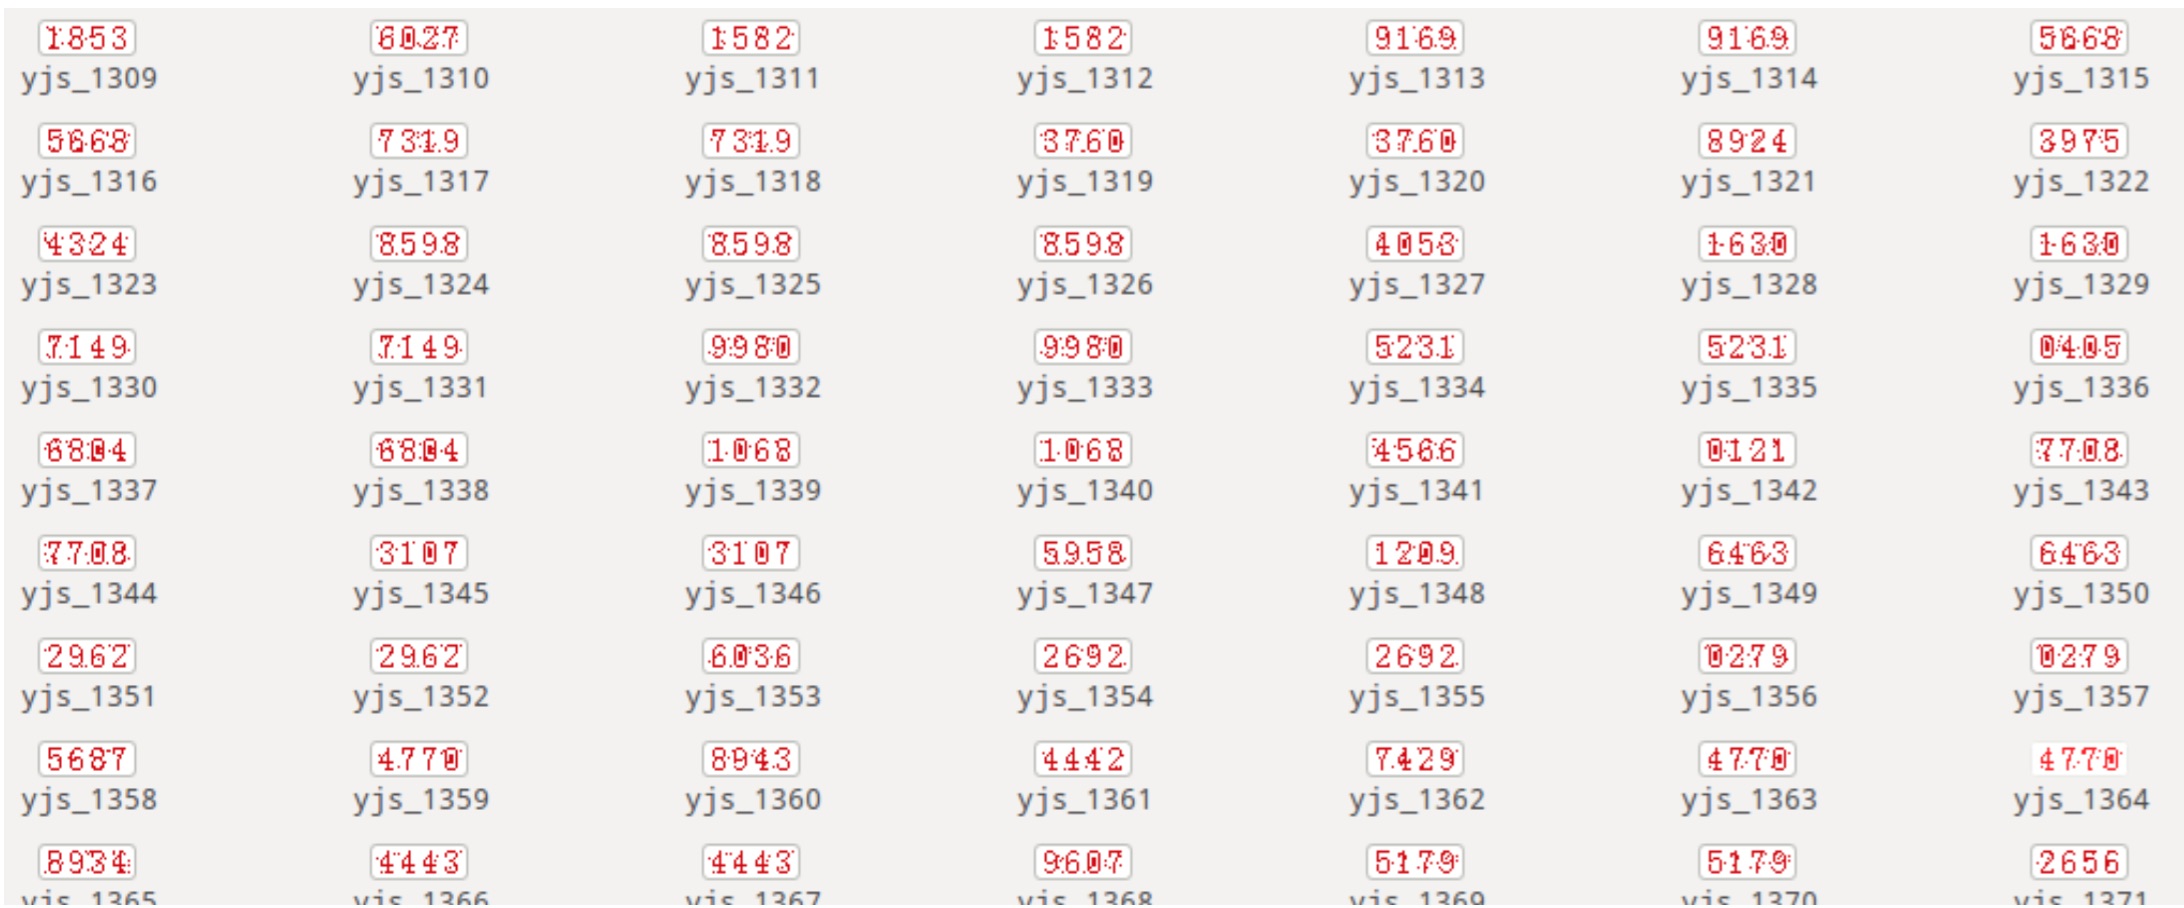 1853 6027 1582 1582 9169 9169 5668
yjs_1309 yjs_1310 yjs_1311 yjs_1312 yjs_1313 yjs_1314 yjs_1315
5668 7319 7319 3760 3760 8924 3975
yjs_1316 yjs_1317 yjs_1318 yjs_1319 yjs_1320 yjs_1321 yjs_1322
4324 8598 8598 8598 4053 1630 1630
yjs_1323 yjs_1324 yjs_1325 yjs_1326 yjs_1327 yjs_1328 yjs_1329
7149 7149 9980 9980 5231 5231 0405
yjs_1330 yjs_1331 yjs_1332 yjs_1333 yjs_1334 yjs_1335 yjs_1336
6804 6804 1068 1068 4566 0121 7708
yjs_1337 yjs_1338 yjs_1339 yjs_1340 yjs_1341 yjs_1342 yjs_1343
7708 3107 3107 5958 1209 6463 6463
yjs_1344 yjs_1345 yjs_1346 yjs_1347 yjs_1348 yjs_1349 yjs_1350
2962 2962 6036 2692 2692 0279 0279
yjs_1351 yjs_1352 yjs_1353 yjs_1354 yjs_1355 yjs_1356 yjs_1357
5687 4770 8943 4442 7429 4770 4770
yjs_1358 yjs_1359 yjs_1360 yjs_1361 yjs_1362 yjs_1363 yjs_1364
8934 4443 4443 9607 5179 5179 2656
yjs_1365 yjs_1366 yjs_1367 yjs_1368 yjs_1369 yjs_1370 yjs_1371